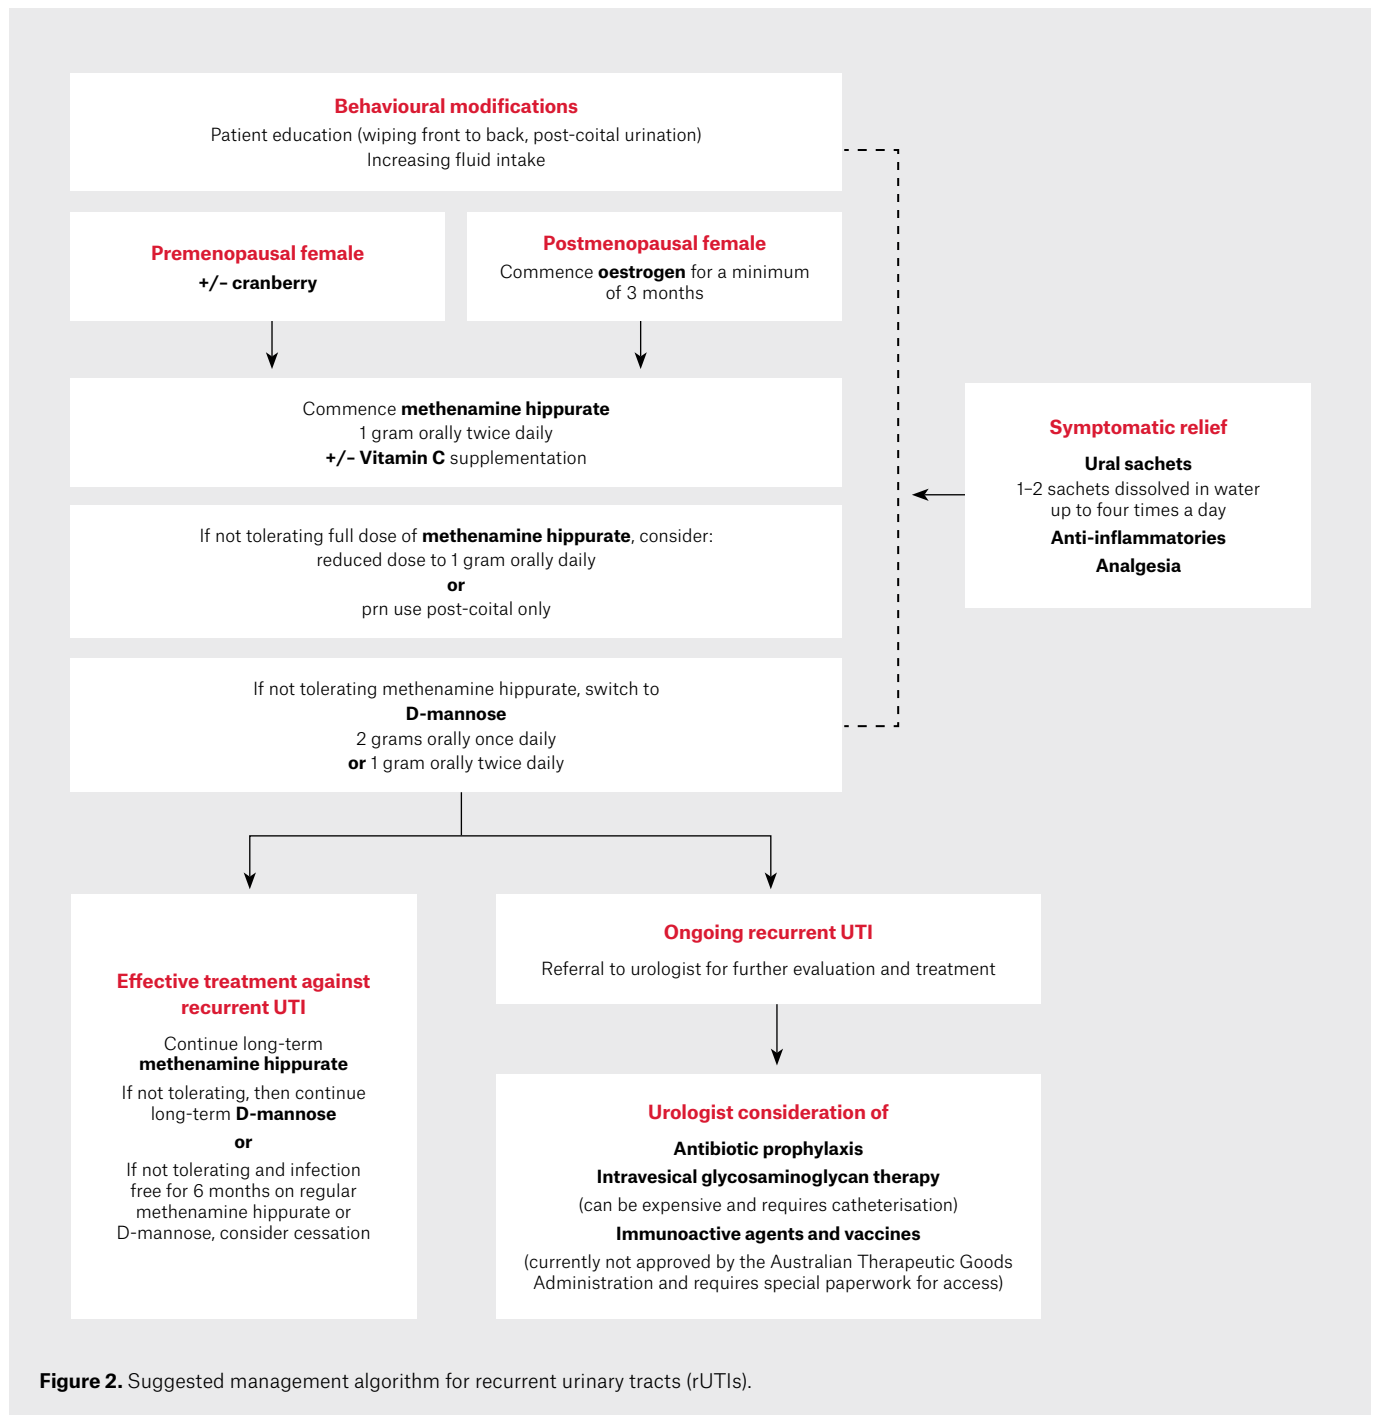 Behavioural modifications
Patient education (wiping front to back, post-coital urination)
Increasing fluid intake
Premenopausal female
+/– cranberry
Postmenopausal female
Commence oestrogen for a minimum
of 3 months
Commence methenamine hippurate
1 gram orally twice daily
+/– Vitamin C supplementation
If not tolerating full dose of methenamine hippurate, consider:
reduced dose to 1 gram orally daily
or
prn use post-coital only
If not tolerating methenamine hippurate, switch to
D-mannose
2 grams orally once daily
or 1 gram orally twice daily
Symptomatic relief
Ural sachets
1–2 sachets dissolved in water
up to four times a day
Anti-inflammatories
Analgesia
Effective treatment against
recurrent UTI
Continue long-term
methenamine hippurate
If not tolerating, then continue
long-term D-mannose
or
If not tolerating and infection
free for 6 months on regular
methenamine hippurate or
D-mannose, consider cessation
Ongoing recurrent UTI
Referral to urologist for further evaluation and treatment
Urologist consideration of
Antibiotic prophylaxis
Intravesical glycosaminoglycan therapy
(can be expensive and requires catheterisation)
Immunoactive agents and vaccines
(currently not approved by the Australian Therapeutic Goods
Administration and requires special paperwork for access)
Figure 2. Suggested management algorithm for recurrent urinary tracts (rUTIs).